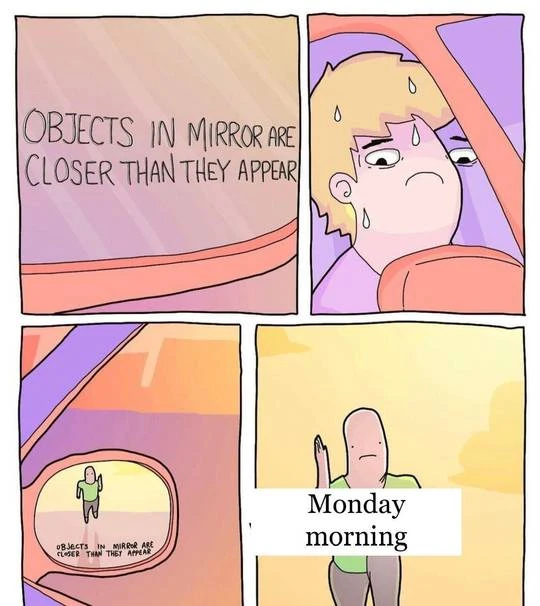 OBJECTS IN MIRROR ARE
CLOSER THAN THEY APPEAR
OBJECTS IN MIRROR ARE
CLOSER THAN THEY APPEAR
Monday
morning